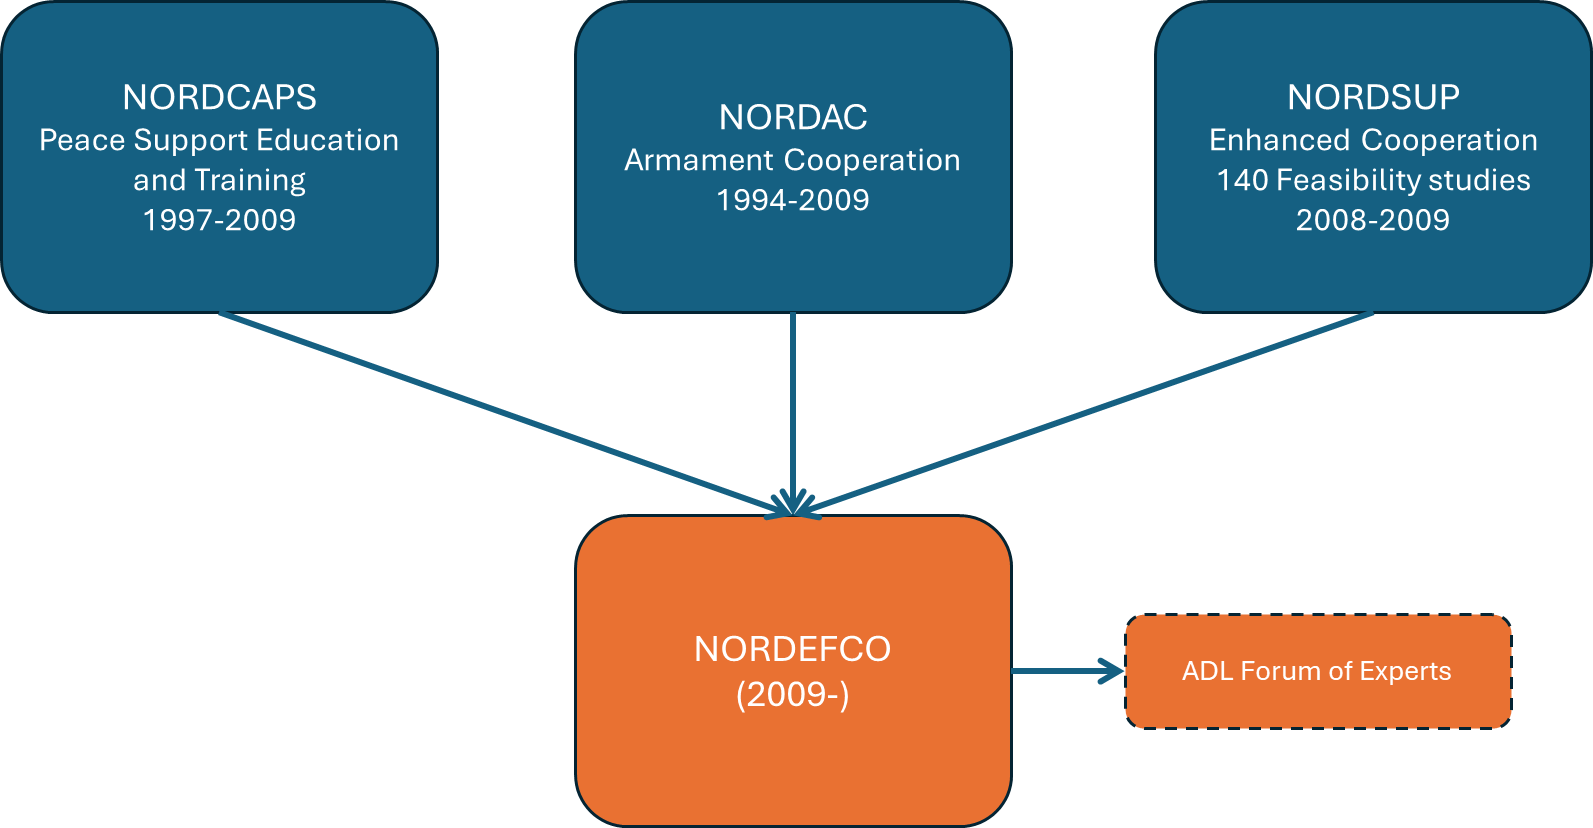 NORDCAPS
Peace Support Education
and Training
1997-2009
NORDAC
Armament Cooperation
1994-2009
NORDSUP
Enhanced Cooperation
140 Feasibility studies
2008-2009
NORDEFCO
(2009-)
ADL Forum of Experts